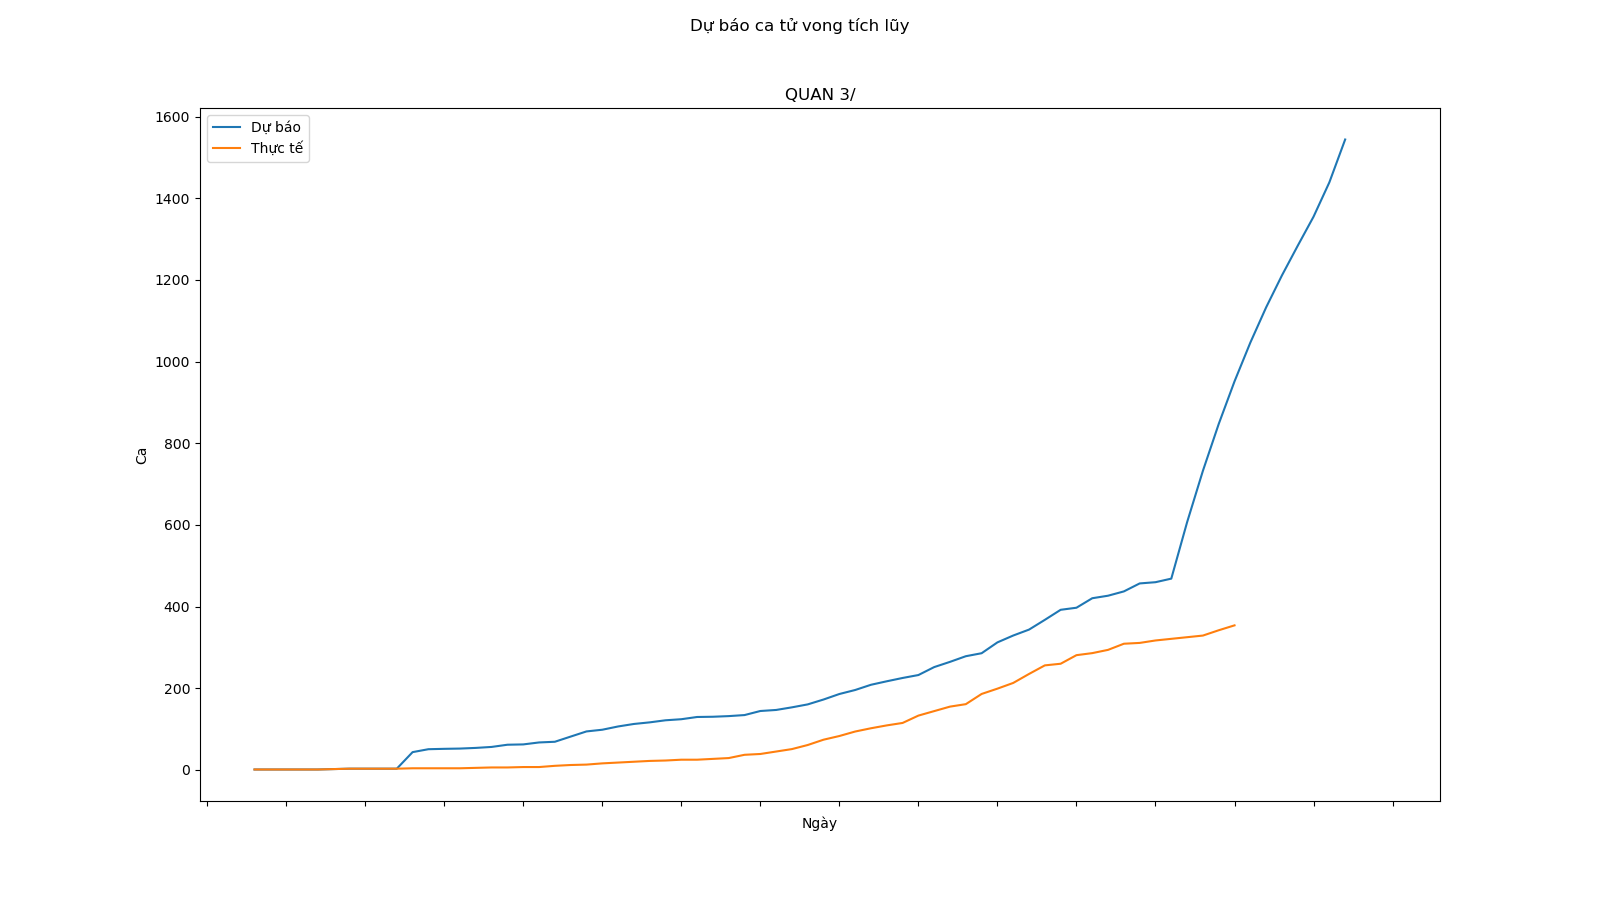 Dự báo ca tử vong tích lũy
QUAN 3/
Dự báo
Thực tế
1600
1400
1200
1000
800
600
400
200
0
Ca
Ngày